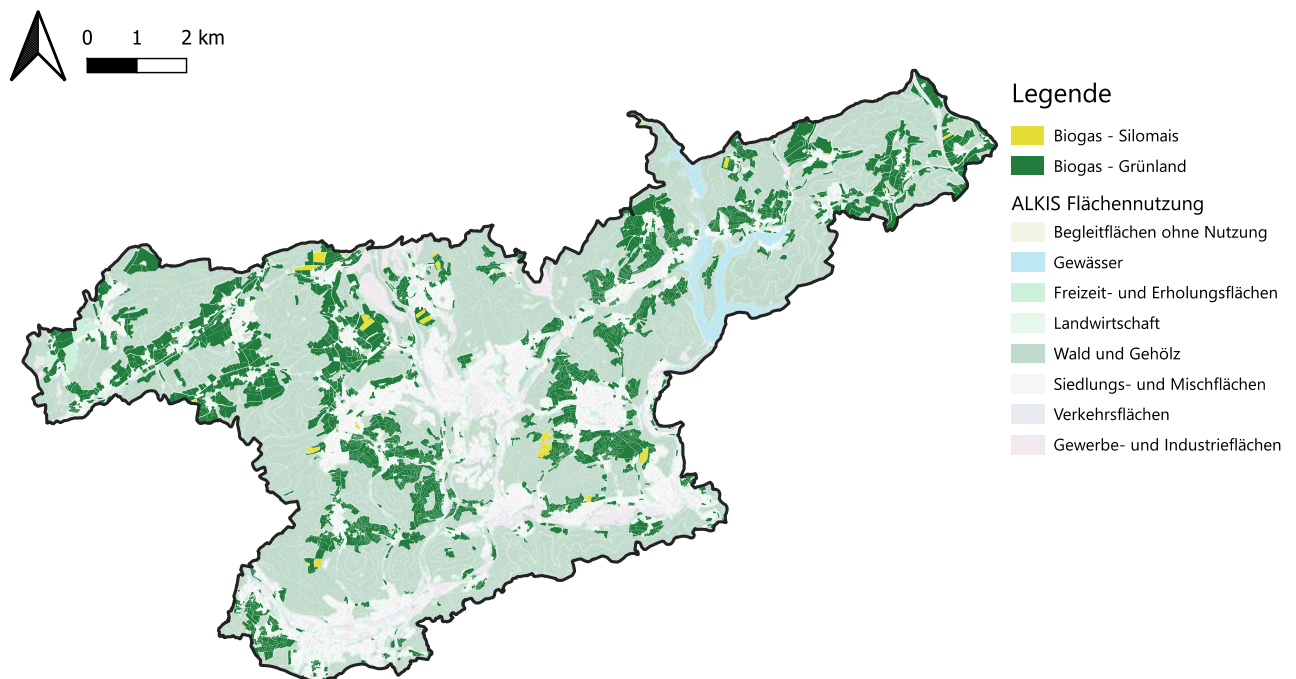 0 1 2 km
Legende
Biogas - Silomais
Biogas - Grünland
ALKIS Flächennutzung
Begleitflächen ohne Nutzung
Gewässer
Freizeit- und Erholungsflächen
Landwirtschaft
Wald und Gehölz
Siedlungs- und Mischflächen
Verkehrsflächen
Gewerbe- und Industrieflächen